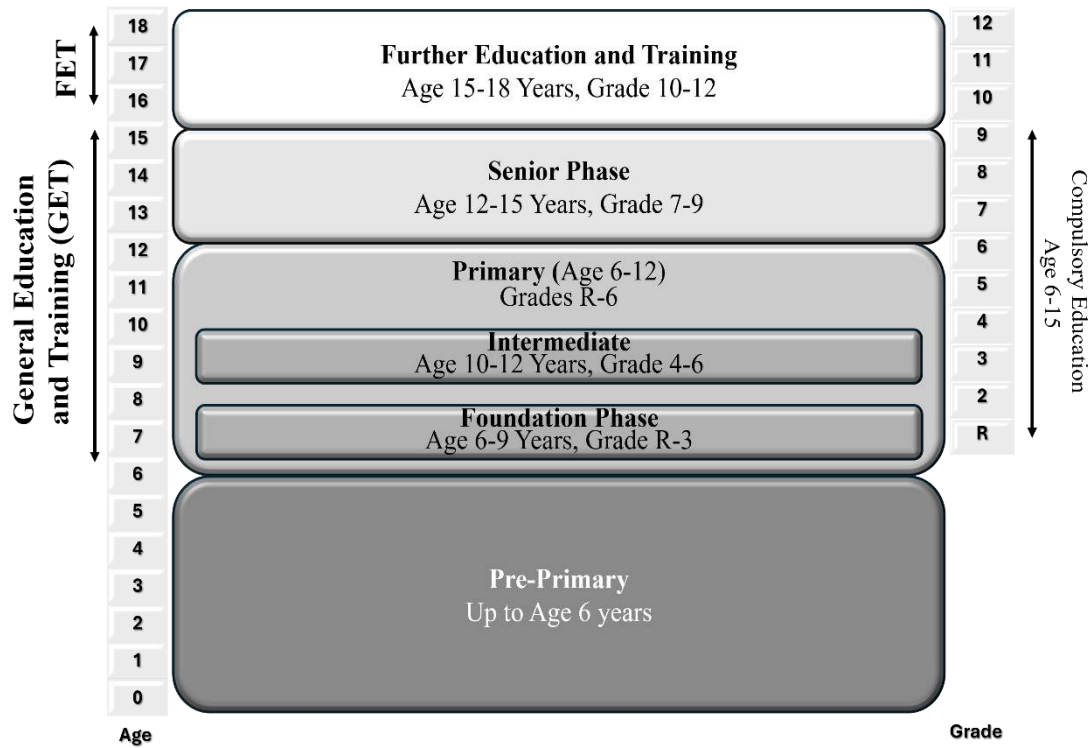 FET
General Education
and Training (GET)
18
17
16
15
14
13
12
11
10
9
8
7
6
5
4
3
2
1
0
Age
Further Education and Training
Age 15-18 Years, Grade 10-12
Senior Phase
Age 12-15 Years, Grade 7-9
Primary (Age 6-12)
Grades R-6
Intermediate
Age 10-12 Years, Grade 4-6
Foundation Phase
Age 6-9 Years, Grade R-3
Pre-Primary
Up to Age 6 years
12
11
10
9
8
7
6
5
4
3
2
R
Grade
Compulsory Education
Age 6-15